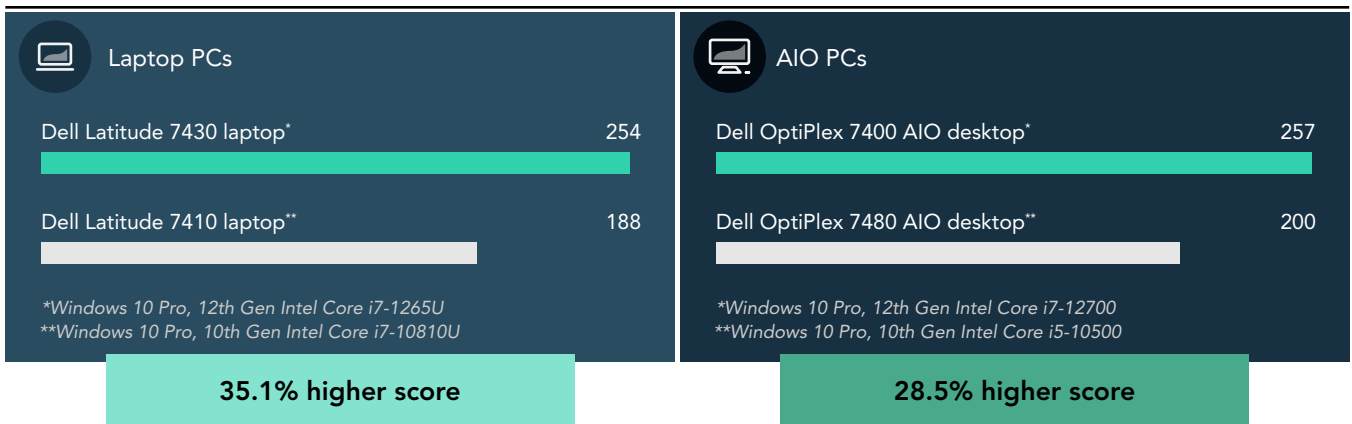 Laptop PCs
Dell Latitude 7430 laptop* 254
Dell Latitude 7410 laptop** 188
*Windows 10 Pro, 12th Gen Intel Core i7-1265U
**Windows 10 Pro, 10th Gen Intel Core i7-10810U
35.1% higher score
AIO PCs
Dell OptiPlex 7400 AIO desktop* 257
Dell OptiPlex 7480 AIO desktop** 200
*Windows 10 Pro, 12th Gen Intel Core i7-12700
**Windows 10 Pro, 10th Gen Intel Core i5-10500
28.5% higher score